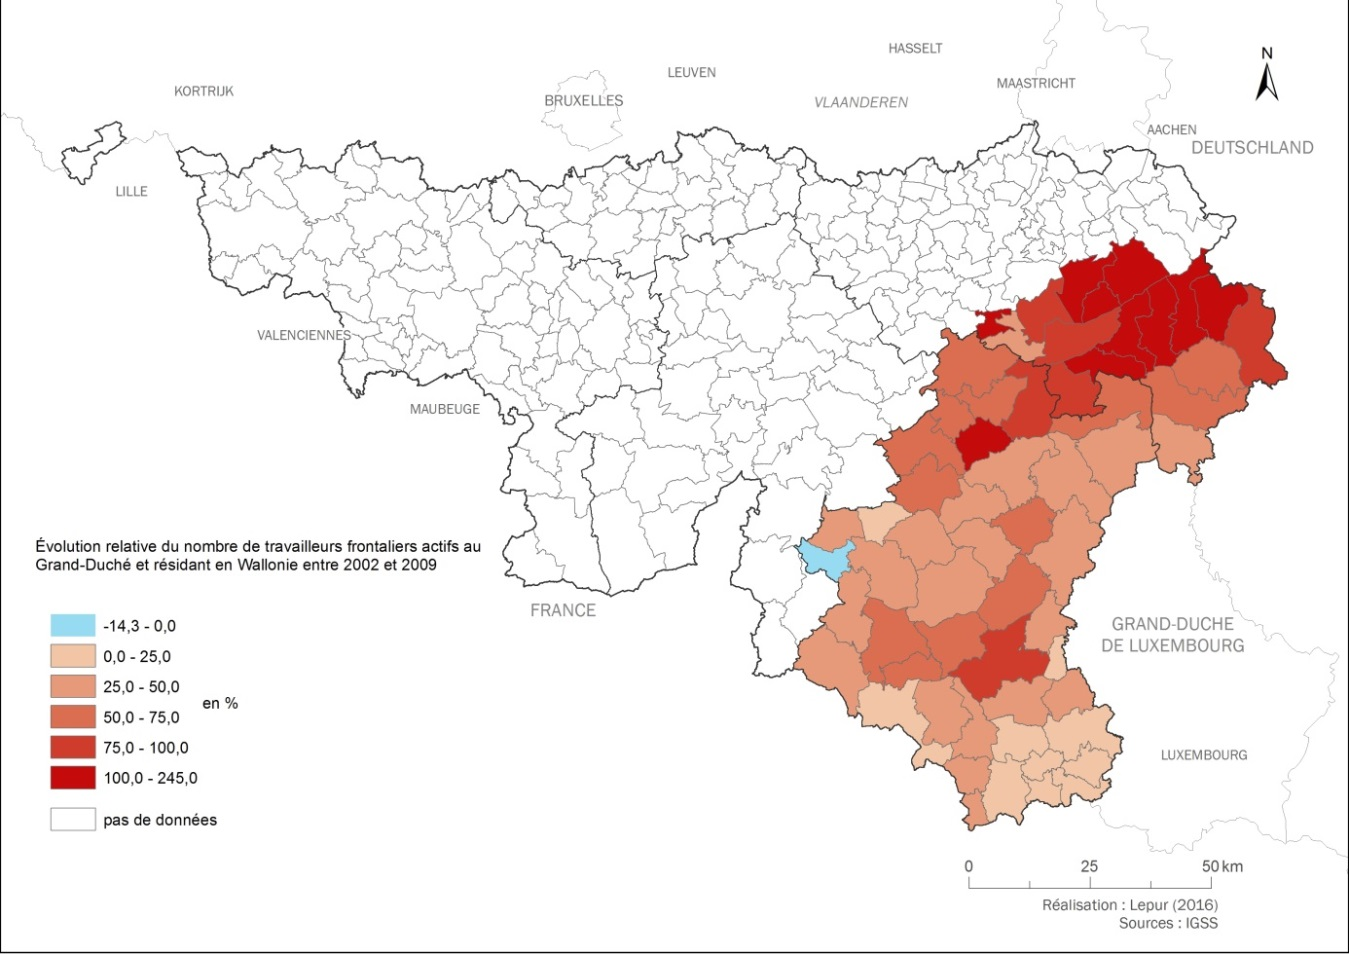 HASSELT
N
LEUVEN
MAASTRICHT
KORTRIJK
BRUXELLES
VLAANDEREN
AACHEN
DEUTSCHLAND
LILLE
VALENCIENNES
MAUBEUGE
Évolution relative du nombre de travailleurs frontaliers actifs au
Grand-Duché et résidant en Wallonie entre 2002 et 2009
FRANCE
GRAND-DUCHE
DE LUXEMBOURG
-14,3 - 0,0
0,0 - 25,0
25,0 - 50,0
en %
50,0 - 75,0
75,0 - 100,0
100,0 - 245,0
pas de données
LUXEMBOURG
0 25 50 km
Réalisation : Lepur (2016)
Sources : IGSS